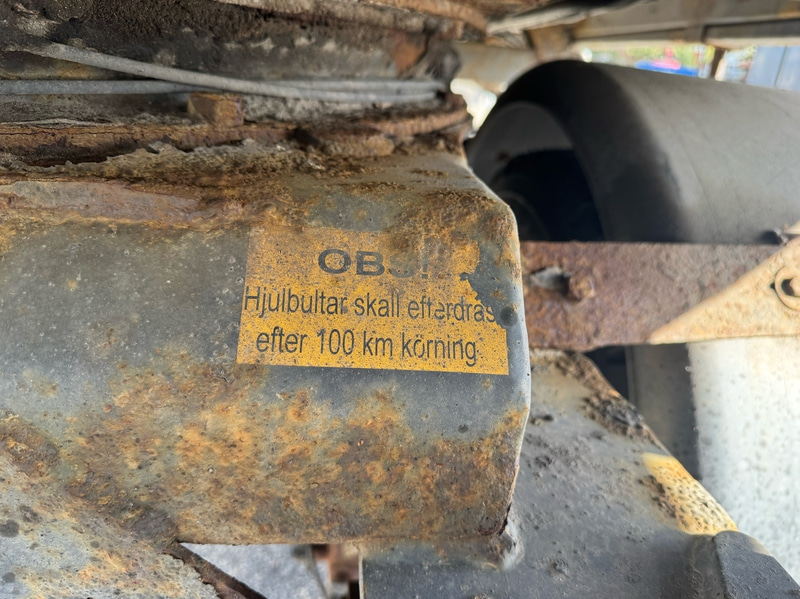 OBS!!
Hjulbultar skall efterdras
efter 100 km körning